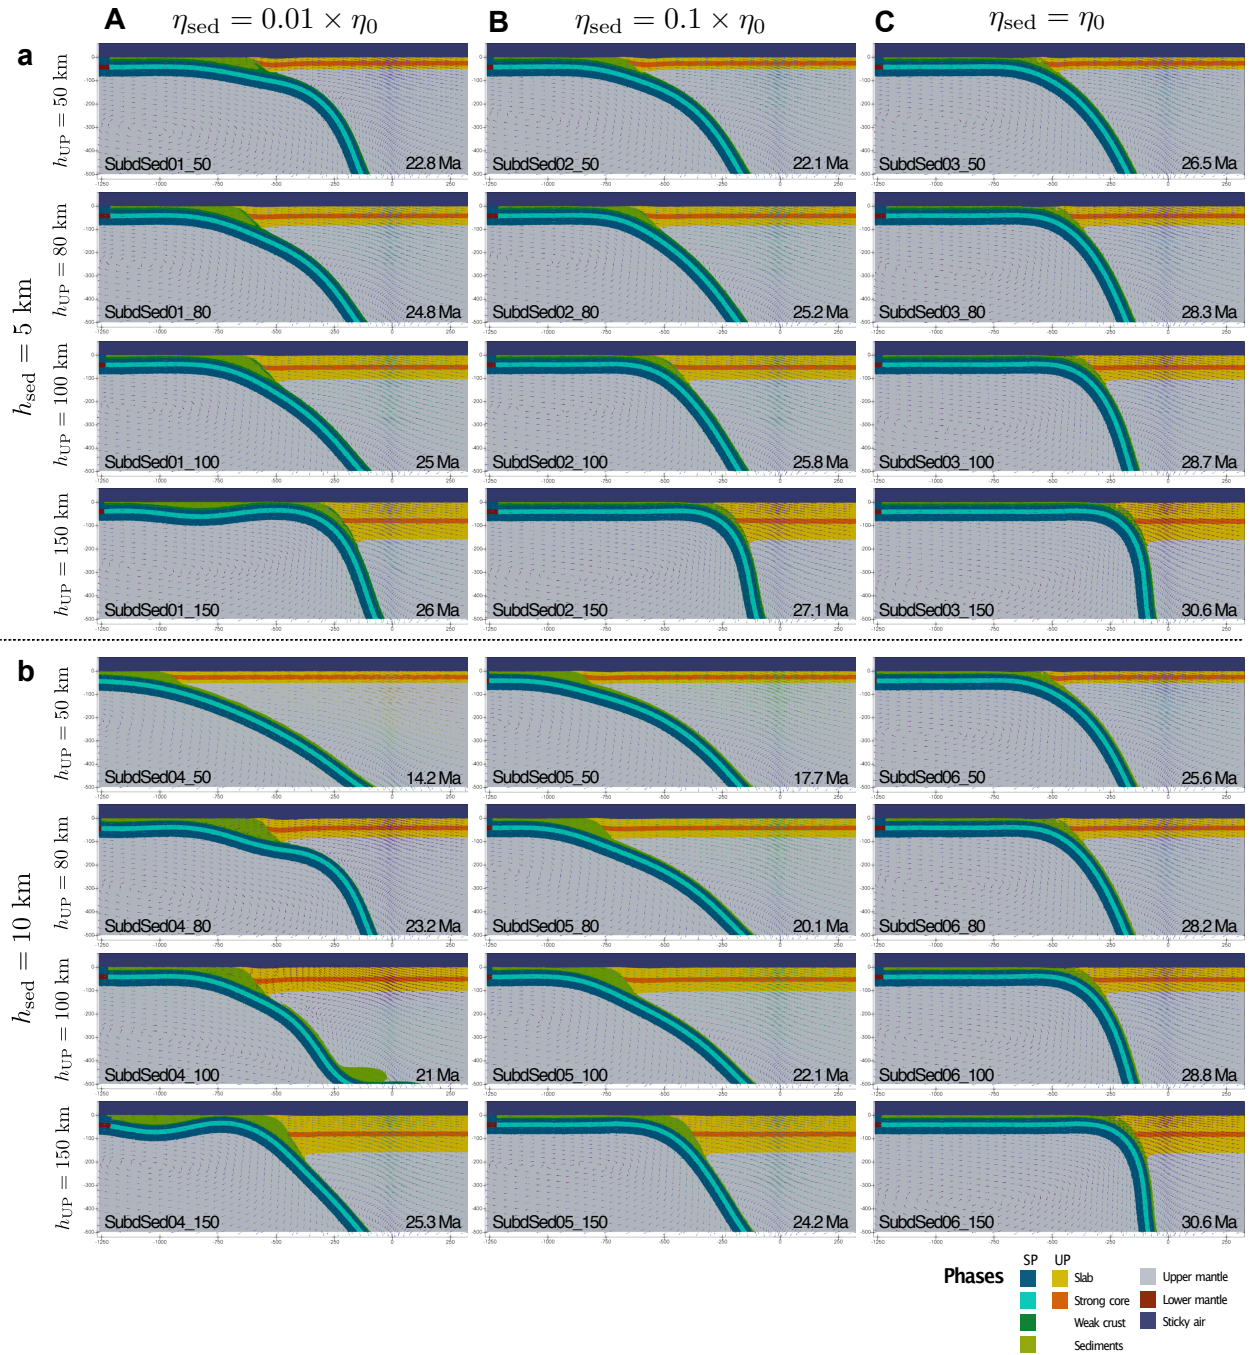 A η_sed = 0.01 × η_0 B η_sed = 0.1 × η_0 C η_sed = η_0
a
h_sed = 5 km
h_UP = 50 km
SubdSed01_50 22.8 Ma
SubdSed02_50 22.1 Ma
SubdSed03_50 26.5 Ma
h_UP = 80 km
SubdSed01_80 24.8 Ma
SubdSed02_80 25.2 Ma
SubdSed03_80 28.3 Ma
h_UP = 100 km
SubdSed01_100 25 Ma
SubdSed02_100 25.8 Ma
SubdSed03_100 28.7 Ma
h_UP = 150 km
SubdSed01_150 26 Ma
SubdSed02_150 27.1 Ma
SubdSed03_150 30.6 Ma
b
h_sed = 10 km
h_UP = 50 km
SubdSed04_50 14.2 Ma
SubdSed05_50 17.7 Ma
SubdSed06_50 25.6 Ma
h_UP = 80 km
SubdSed04_80 23.2 Ma
SubdSed05_80 20.1 Ma
SubdSed06_80 28.2 Ma
h_UP = 100 km
SubdSed04_100 21 Ma
SubdSed05_100 22.1 Ma
SubdSed06_100 28.8 Ma
h_UP = 150 km
SubdSed04_150 25.3 Ma
SubdSed05_150 24.2 Ma
SubdSed06_150 30.6 Ma
-1250 -1000 -750 -500 -250 0 250
Phases
SP UP
Slab Upper mantle
Strong core Lower mantle
Weak crust Sticky air
Sediments